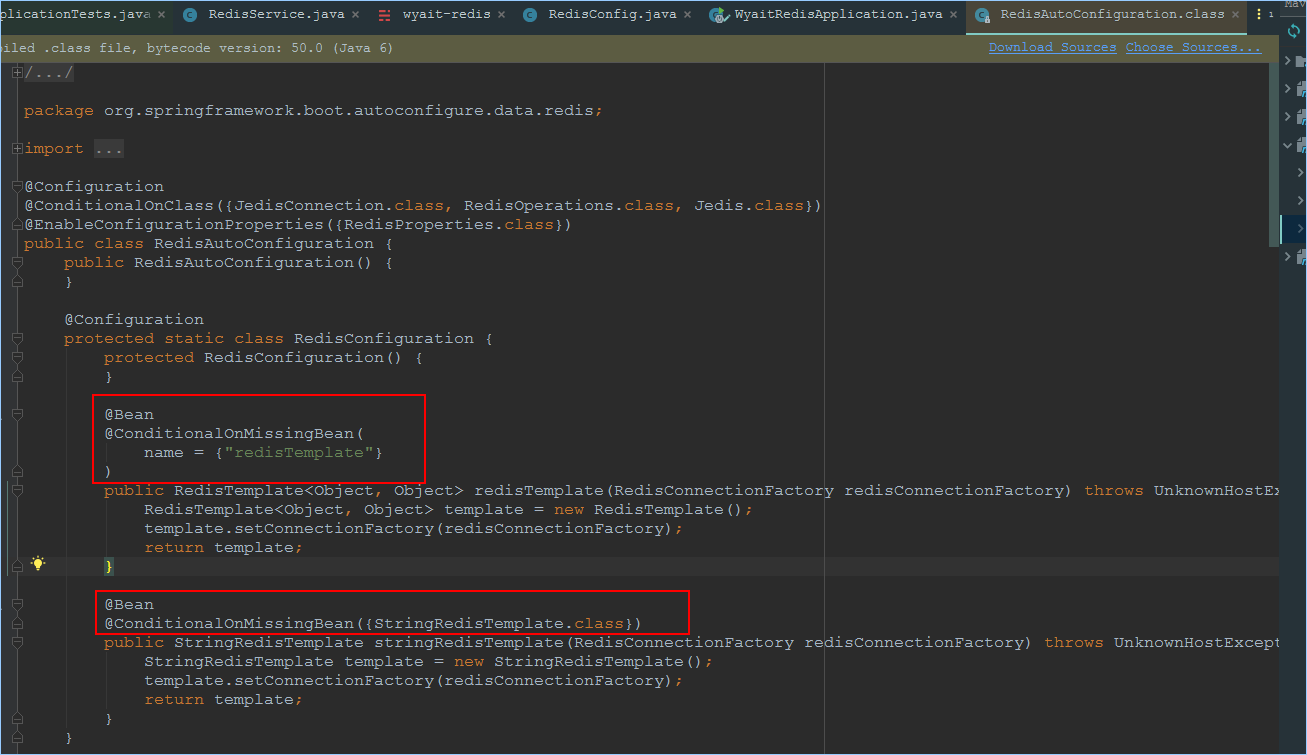 plicationTests.java RedisService.java wyait-redis RedisConfig.java WyaitRedisApplication.java RedisAutoConfiguration.class 1
iled .class file, bytecode version: 50.0 (Java 6) Download Sources Choose Sources...
/.../
package org.springframework.boot.autoconfigure.data.redis;
import ...
@Configuration
@ConditionalOnClass({JedisConnection.class, RedisOperations.class, Jedis.class})
@EnableConfigurationProperties({RedisProperties.class})
public class RedisAutoConfiguration {
    public RedisAutoConfiguration() {
    }
    @Configuration
    protected static class RedisConfiguration {
        protected RedisConfiguration() {
        }
        @Bean
        @ConditionalOnMissingBean(
            name = {"redisTemplate"}
        )
        public RedisTemplate<Object, Object> redisTemplate(RedisConnectionFactory redisConnectionFactory) throws UnknownHostEx
            RedisTemplate<Object, Object> template = new RedisTemplate();
            template.setConnectionFactory(redisConnectionFactory);
            return template;
        }
        @Bean
        @ConditionalOnMissingBean({StringRedisTemplate.class})
        public StringRedisTemplate stringRedisTemplate(RedisConnectionFactory redisConnectionFactory) throws UnknownHostExcept
            StringRedisTemplate template = new StringRedisTemplate();
            template.setConnectionFactory(redisConnectionFactory);
            return template;
        }
    }